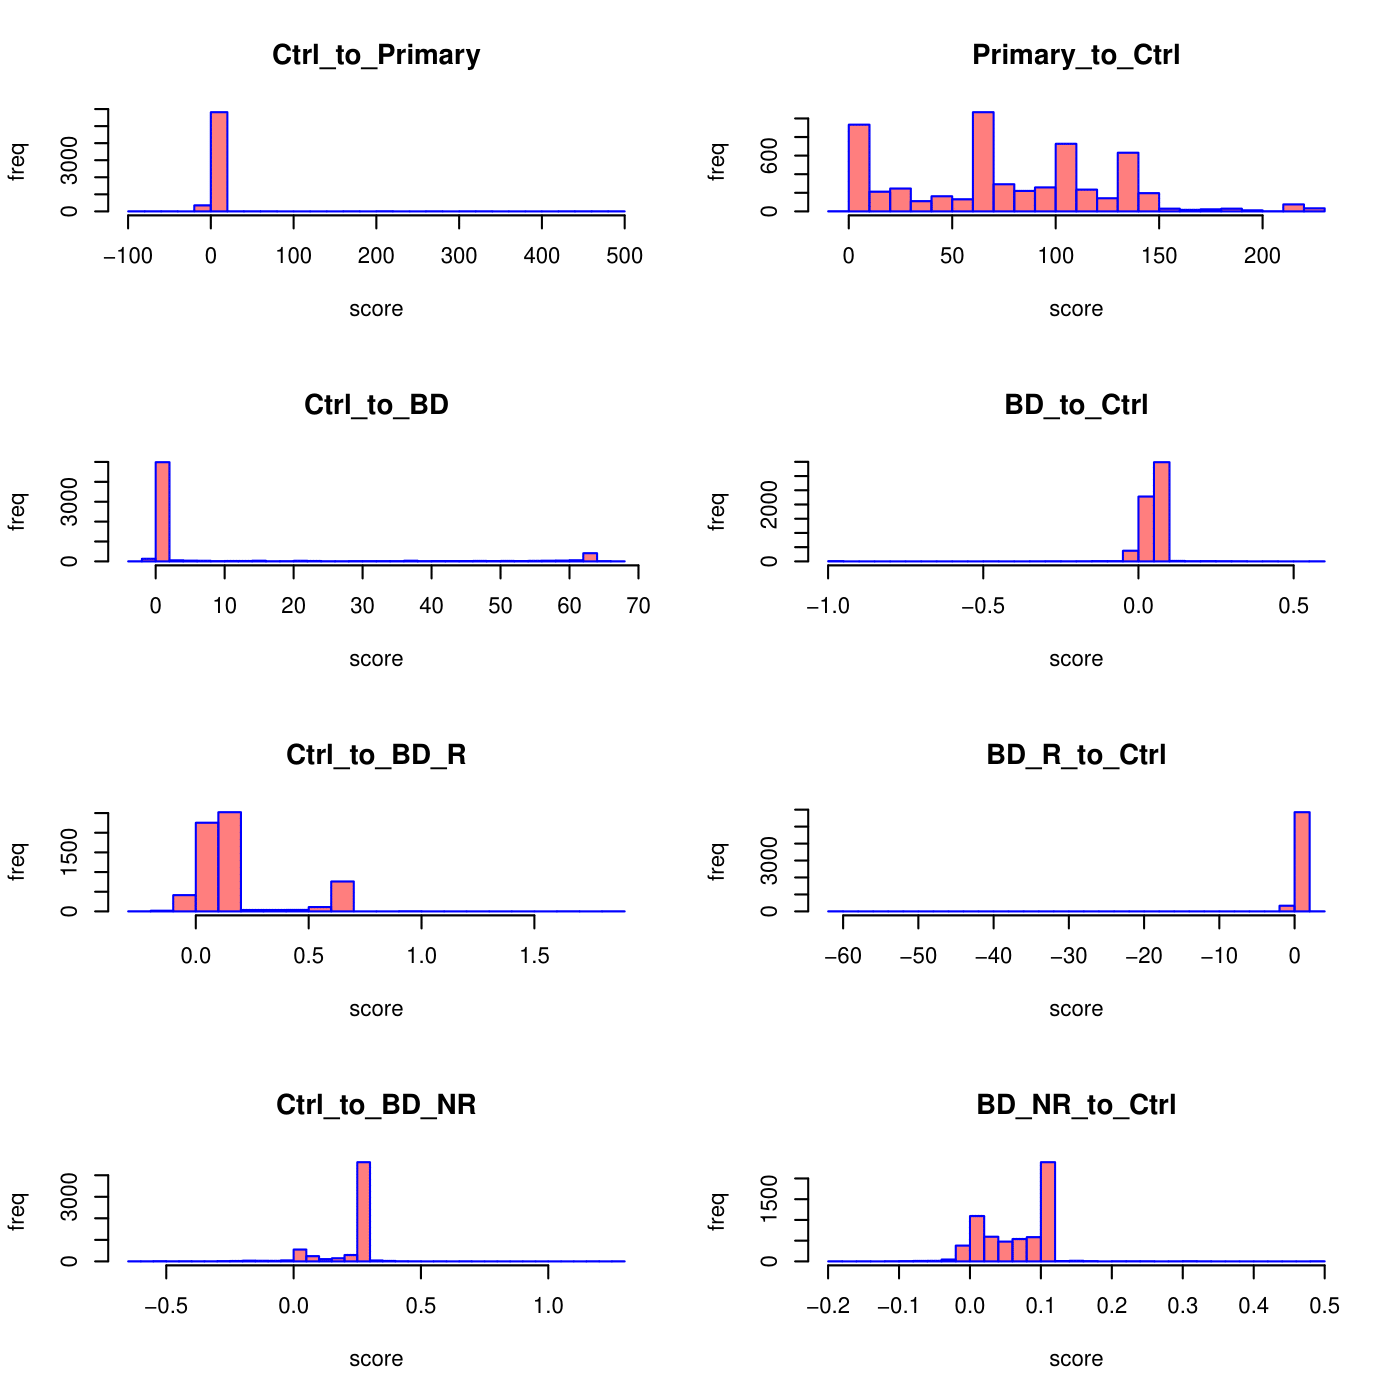 Ctrl_to_Primary
freq
0 3000
−100 0 100 200 300 400 500
score
Primary_to_Ctrl
freq
0 600
0 50 100 150 200
score
Ctrl_to_BD
freq
0 3000
0 10 20 30 40 50 60 70
score
BD_to_Ctrl
freq
0 2000
−1.0 −0.5 0.0 0.5
score
Ctrl_to_BD_R
freq
0 1500
0.0 0.5 1.0 1.5
score
BD_R_to_Ctrl
freq
0 3000
−60 −50 −40 −30 −20 −10 0
score
Ctrl_to_BD_NR
freq
0 3000
−0.5 0.0 0.5 1.0
score
BD_NR_to_Ctrl
freq
0 1500
−0.2 −0.1 0.0 0.1 0.2 0.3 0.4 0.5
score